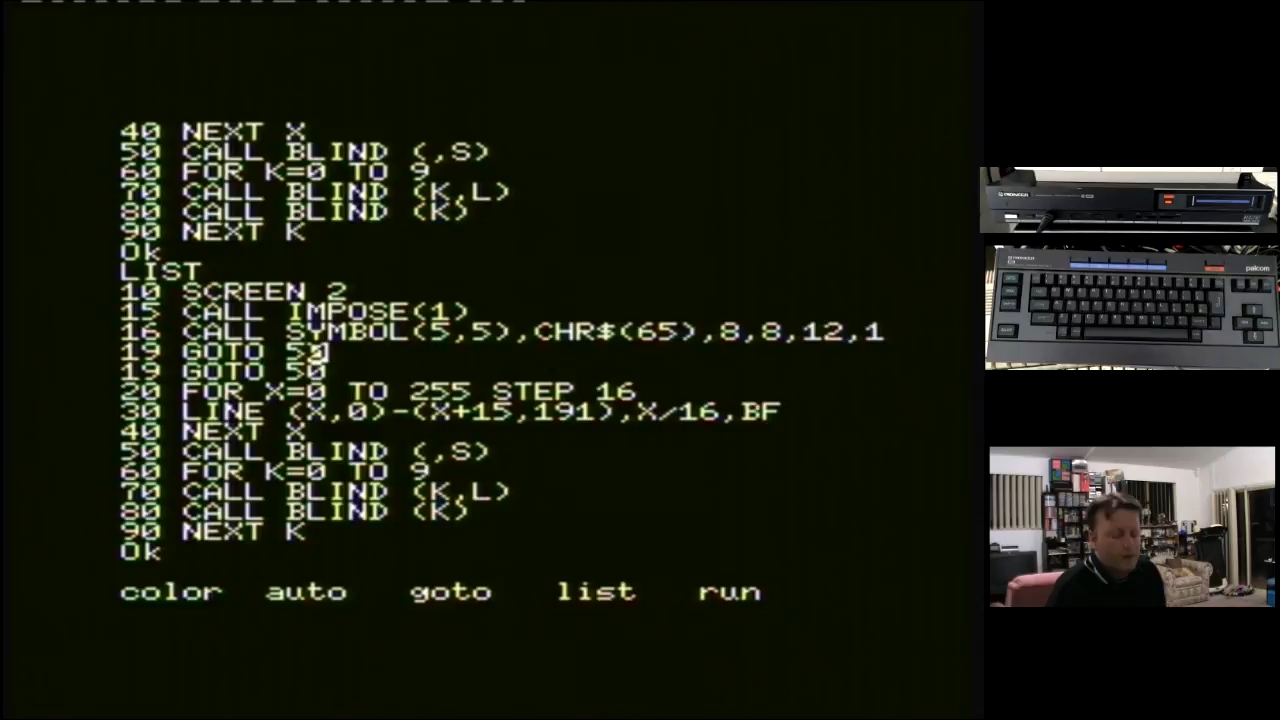 40 NEXT X
50 CALL BLIND (,S)
60 FOR K=0 TO 9
70 CALL BLIND (K,L)
80 CALL BLIND (K)
90 NEXT K
Ok
LIST
10 SCREEN 2
15 CALL IMPOSE(1)
16 CALL SYMBOL(5,5),CHR$(65),8,8,12,1
19 GOTO 50
19 GOTO 50
20 FOR X=0 TO 255 STEP 16
30 LINE (X,0)-(X+15,191),X/16,BF
40 NEXT X
50 CALL BLIND (,S)
60 FOR K=0 TO 9
70 CALL BLIND (K,L)
80 CALL BLIND (K)
90 NEXT K
Ok
color auto goto list run
PIONEER
PIONEER
palcom